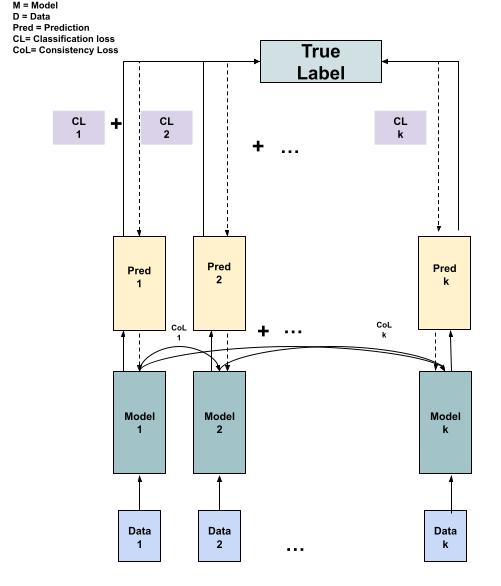 M = Model
D = Data
Pred = Prediction
CL= Classification loss
CoL= Consistency Loss
True
Label
CL
1
+
CL
2
+ ...
CL
k
Pred
1
Pred
2
Pred
k
CoL
1
+ ...
CoL
k
Model
1
Model
2
Model
k
Data
1
Data
2
...
Data
k